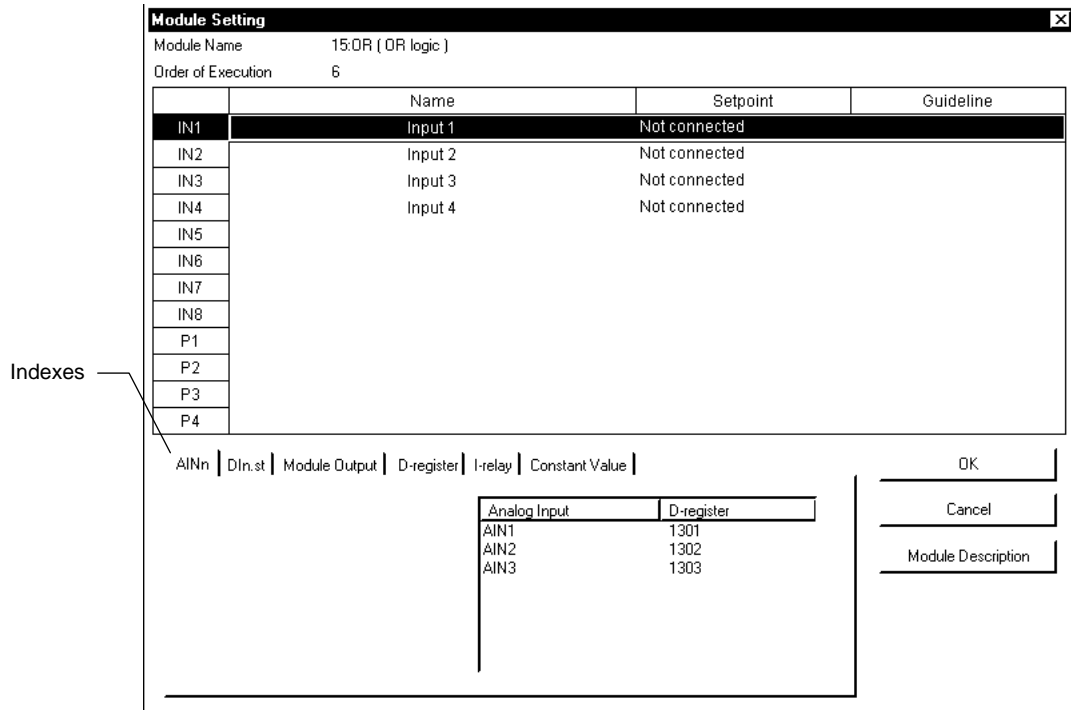 Module Setting
Module Name 15:OR ( OR logic )
Order of Execution 6
Name Setpoint Guideline
IN1 Input 1 Not connected
IN2 Input 2 Not connected
IN3 Input 3 Not connected
IN4 Input 4 Not connected
IN5
IN6
IN7
IN8
P1
P2
P3
P4
Indexes
AINn DIn.st Module Output D-register I-relay Constant Value
Analog Input D-register
AIN1 1301
AIN2 1302
AIN3 1303
OK
Cancel
Module Description